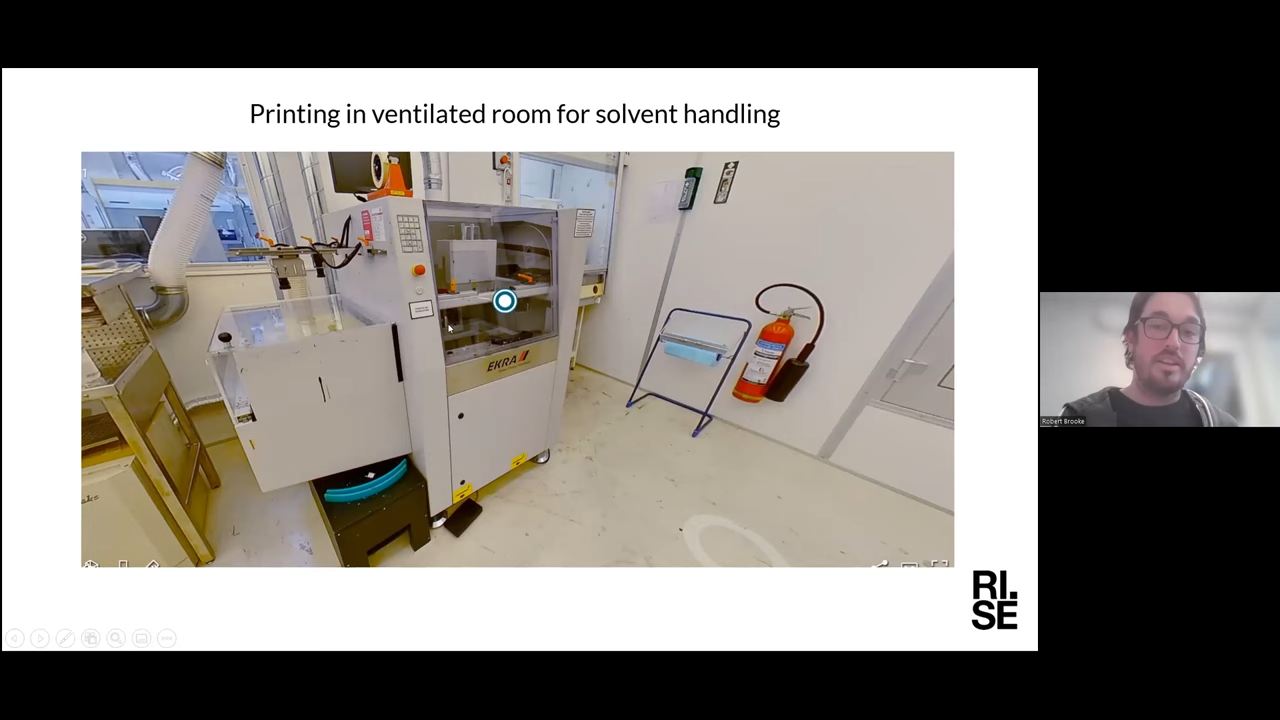 Printing in ventilated room for solvent handling
EKRA
RI.
SE
Robert Brooke